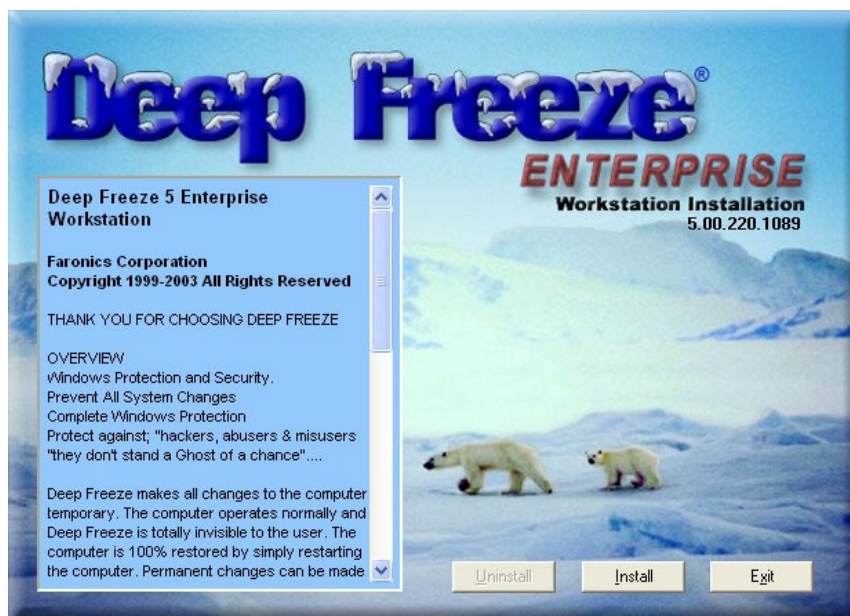 Deep Freeze®
ENTERPRISE
Workstation Installation
5.00.220.1089
Deep Freeze 5 Enterprise
Workstation
Faronics Corporation
Copyright 1999-2003 All Rights Reserved
THANK YOU FOR CHOOSING DEEP FREEZE
OVERVIEW
Windows Protection and Security.
Prevent All System Changes
Complete Windows Protection
Protect against; "hackers, abusers & misusers
"they don't stand a Ghost of a chance"....
Deep Freeze makes all changes to the computer
temporary. The computer operates normally and
Deep Freeze is totally invisible to the user. The
computer is 100% restored by simply restarting
the computer. Permanent changes can be made
Uninstall Install Exit